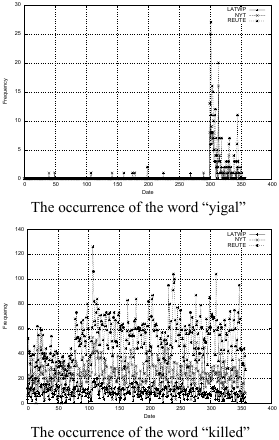 30
LATWP
NYT
REUTE
25
20
15
10
5
0
Frequency
0 50 100 150 200 250 300 350 400
Date
The occurrence of the word “yigal”
140
LATWP
NYT
REUTE
120
100
80
60
40
20
0
Frequency
0 50 100 150 200 250 300 350 400
Date
The occurrence of the word “killed”